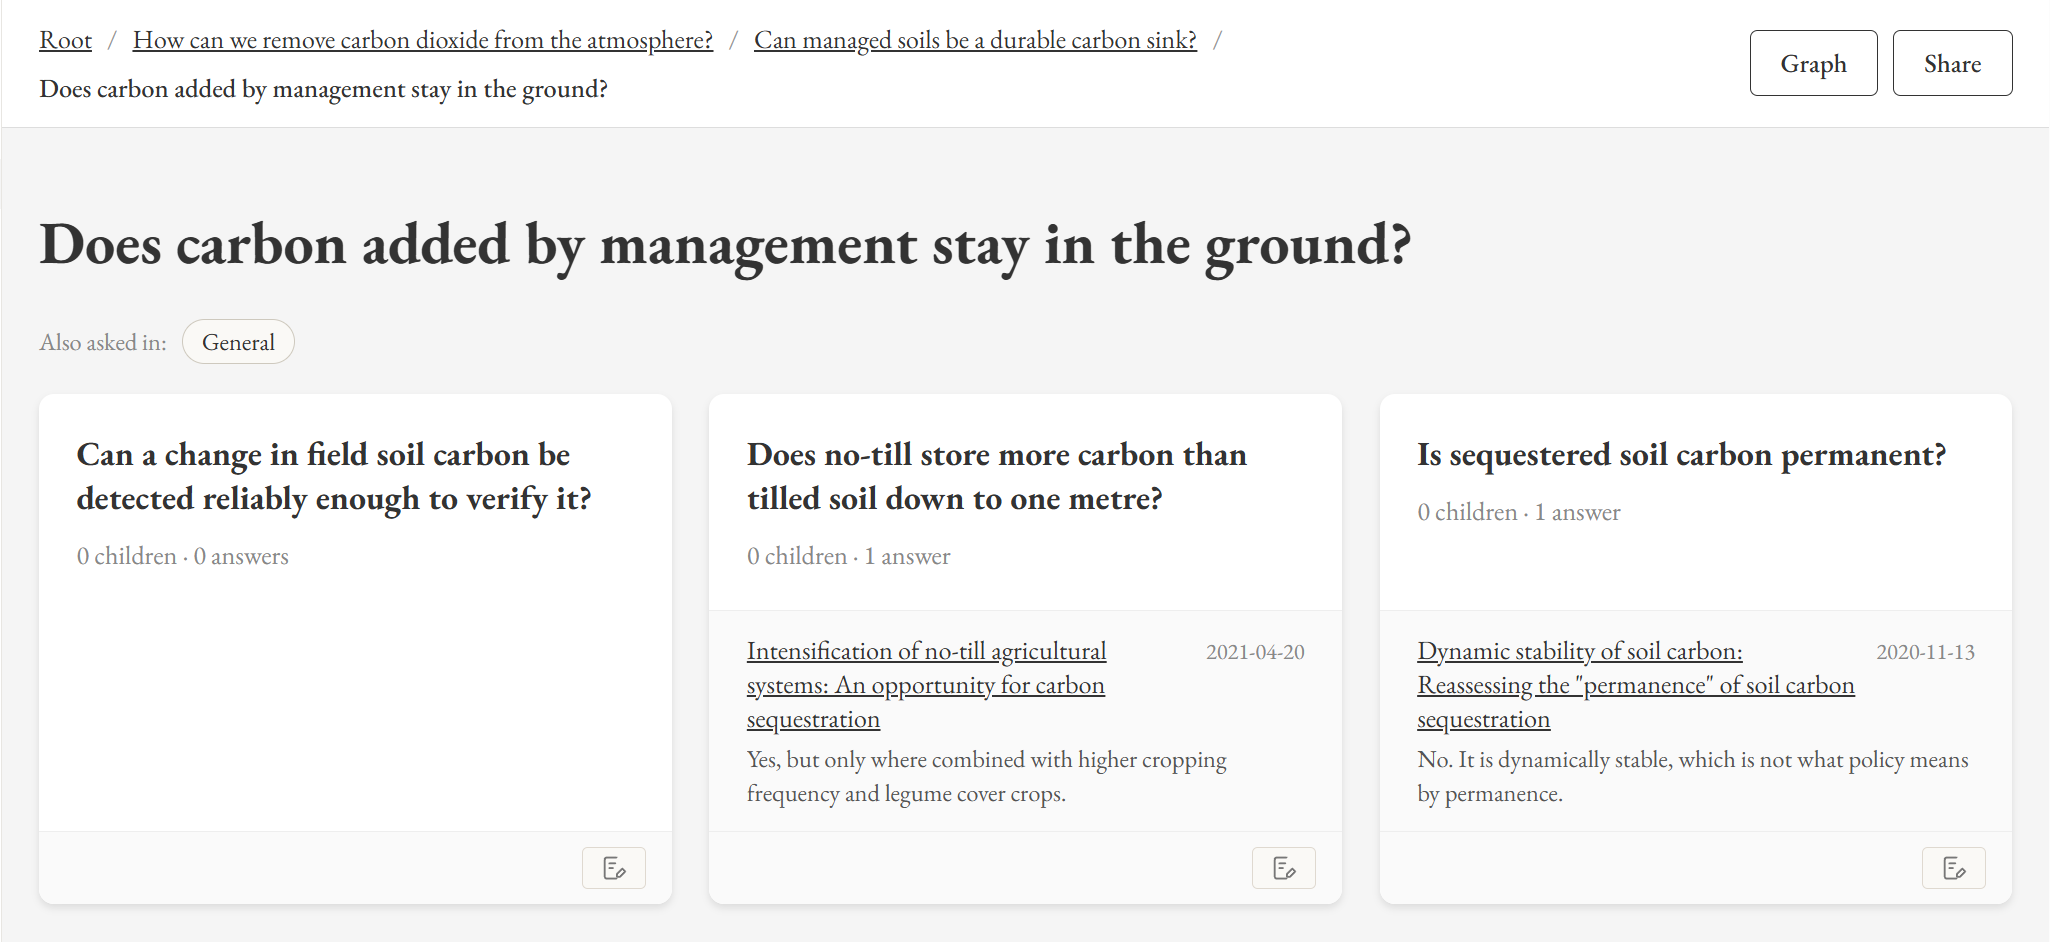 Root / How can we remove carbon dioxide from the atmosphere? / Can managed soils be a durable carbon sink? /
Does carbon added by management stay in the ground?
Graph
Share
Does carbon added by management stay in the ground?
Also asked in: General
Can a change in field soil carbon be
detected reliably enough to verify it?
0 children · 0 answers
Does no-till store more carbon than
tilled soil down to one metre?
0 children · 1 answer
Intensification of no-till agricultural
systems: An opportunity for carbon
sequestration
2021-04-20
Yes, but only where combined with higher cropping
frequency and legume cover crops.
Is sequestered soil carbon permanent?
0 children · 1 answer
Dynamic stability of soil carbon:
Reassessing the "permanence" of soil carbon
sequestration
2020-11-13
No. It is dynamically stable, which is not what policy means
by permanence.